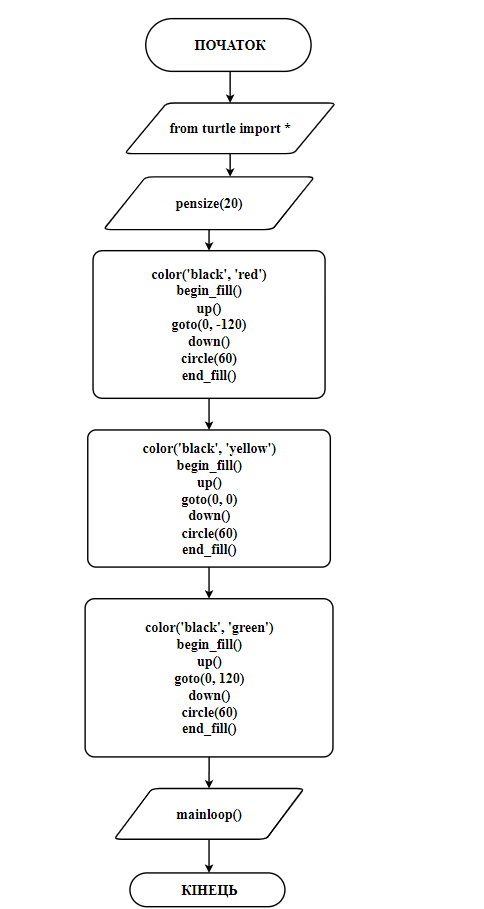 ПОЧАТОК
from turtle import *
pensize(20)
color('black', 'red')
begin_fill()
up()
goto(0, -120)
down()
circle(60)
end_fill()
color('black', 'yellow')
begin_fill()
up()
goto(0, 0)
down()
circle(60)
end_fill()
color('black', 'green')
begin_fill()
up()
goto(0, 120)
down()
circle(60)
end_fill()
mainloop()
КІНЕЦЬ